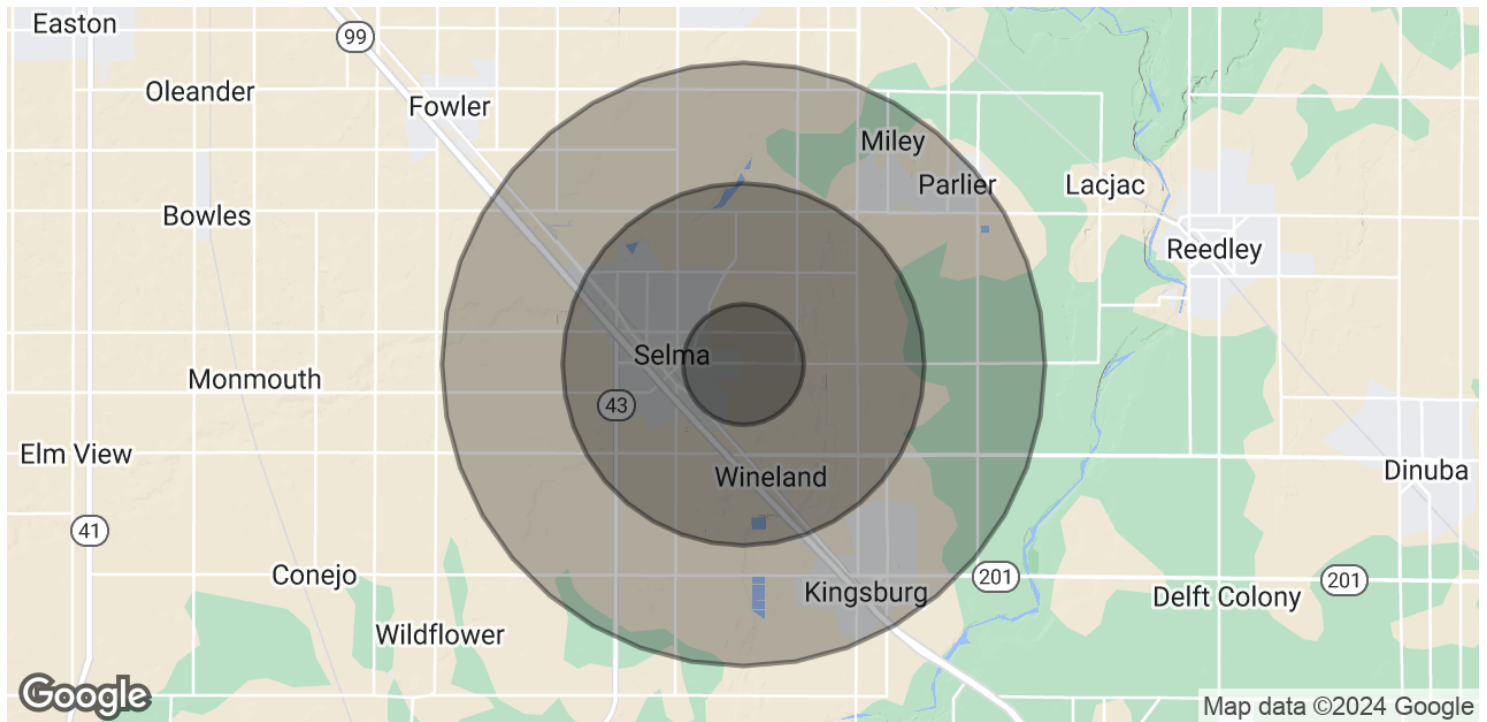 Easton
99
Oleander
Fowler
Miley
Parlier
Lacjac
Bowles
Reedley
Selma
Monmouth
43
Elm View
Wineland
Dinuba
41
Conejo
Kingsburg
201
201
Delft Colony
Wildflower
Google
Map data ©2024 Google